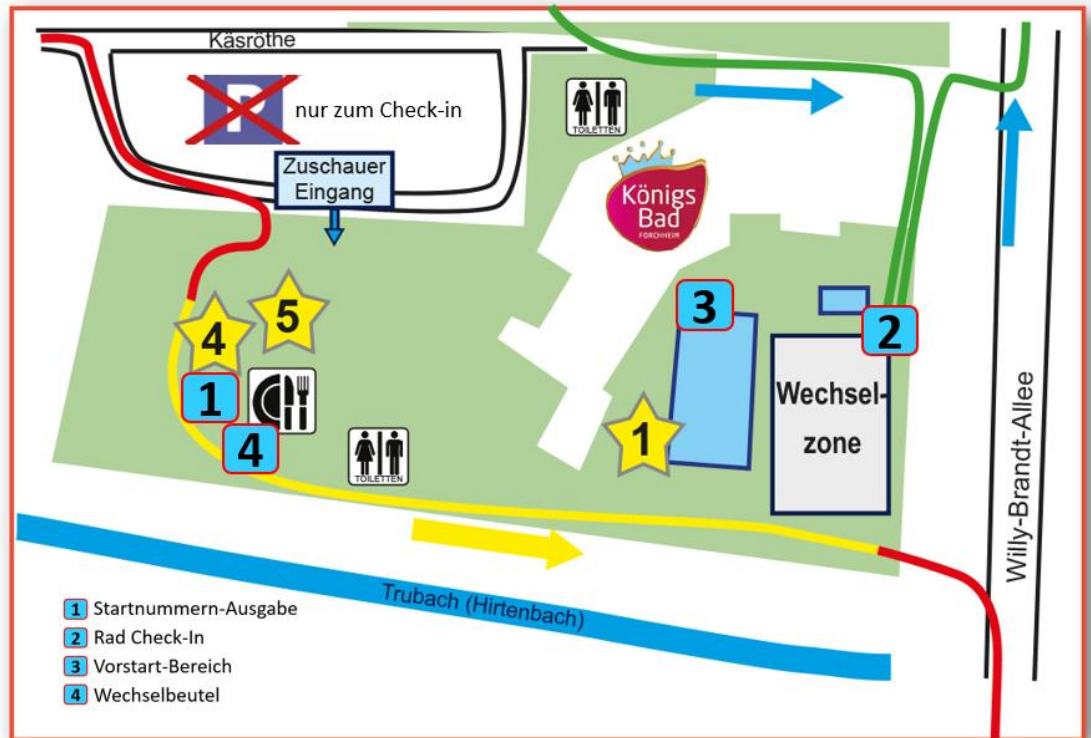 Käsröthe
P
nur zum Check-in
Zuschauer
Eingang
TOILETTEN
Königs
Bad
FORCHHEIM
5
4
1
4
TOILETTEN
3
2
1
Wechsel-
zone
Willy-Brandt-Allee
Trubach (Hirtenbach)
1 Startnummern-Ausgabe
2 Rad Check-In
3 Vorstart-Bereich
4 Wechselbeutel